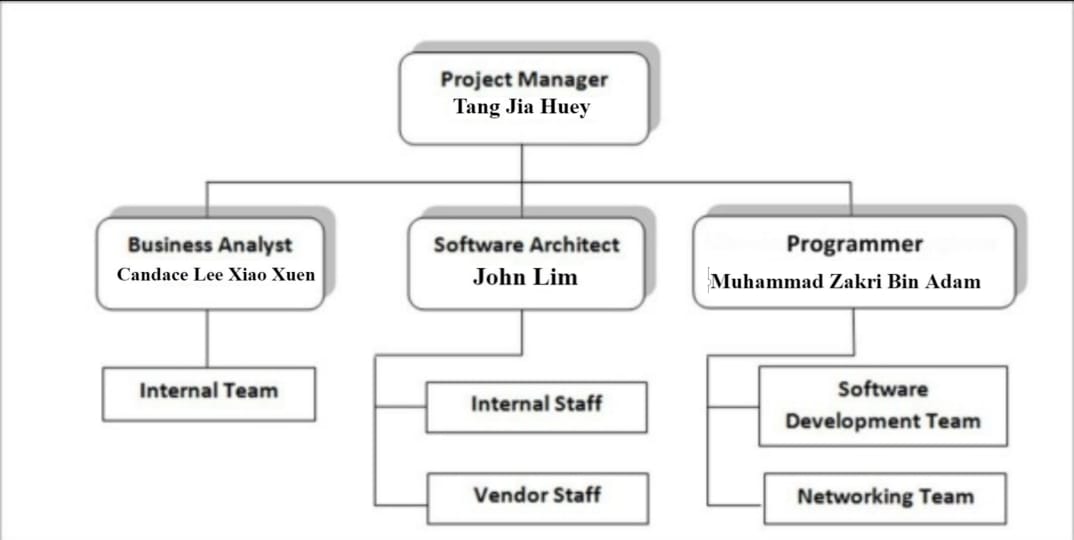 Project Manager
Tang Jia Huey
Business Analyst
Candace Lee Xiao Xuen
Software Architect
John Lim
Programmer
Muhammad Zakri Bin Adam
Internal Team
Internal Staff
Vendor Staff
Software
Development Team
Networking Team